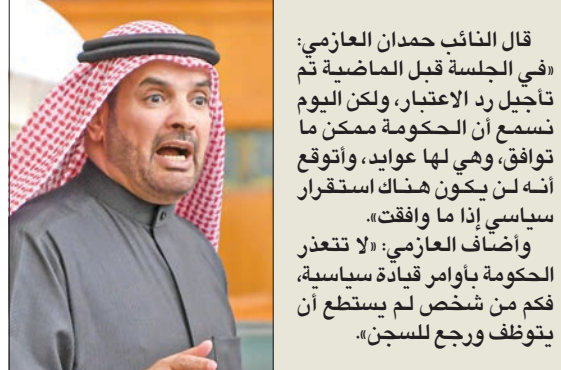 قال النائب حمدان العازمي:
«في الجلسة قبل الماضية تم
تأجيل رد الاعتبار، ولكن اليوم
نسمع أن الحكومة ممكن ما
توافق، وهي لها عوايد، وأتوقع
أنه لن يكون هناك استقرار
سياسي إذا ما وافقت».
وأضاف العازمي: «لا تتعذر
الحكومة بأوامر قيادة سياسية،
فكم من شخص لم يستطع أن
يتوظف ورجع للسجن».